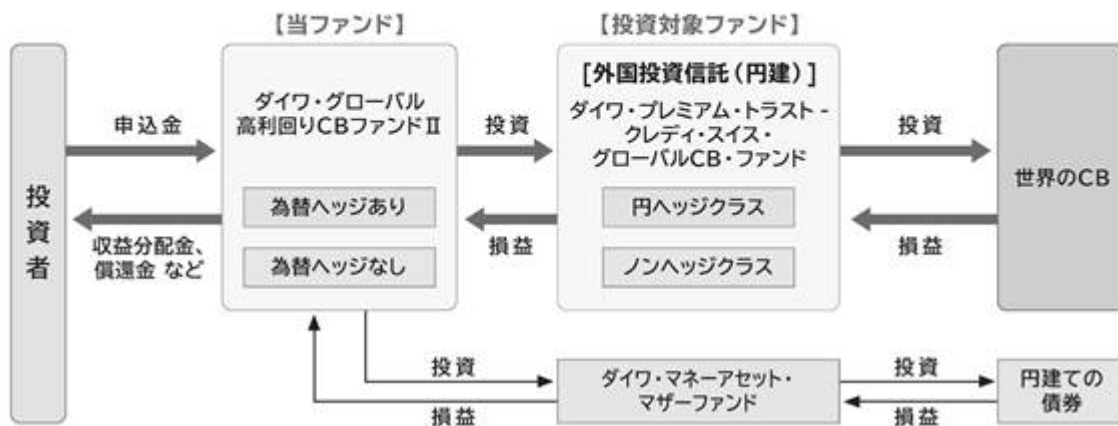 【当ファンド】
【投資対象ファンド】
投資者
申込金
収益分配金、
償還金 など
ダイワ・グローバル
高利回りCBファンドⅡ
為替ヘッジあり
為替ヘッジなし
投資
損益
[外国投資信託(円建)]
ダイワ・プレミアム・トラスト -
クレディ・スイス・
グローバルCB・ファンド
円ヘッジクラス
ノンヘッジクラス
投資
損益
世界のCB
投資
損益
ダイワ・マネーアセット・
マザーファンド
投資
損益
円建ての
債券